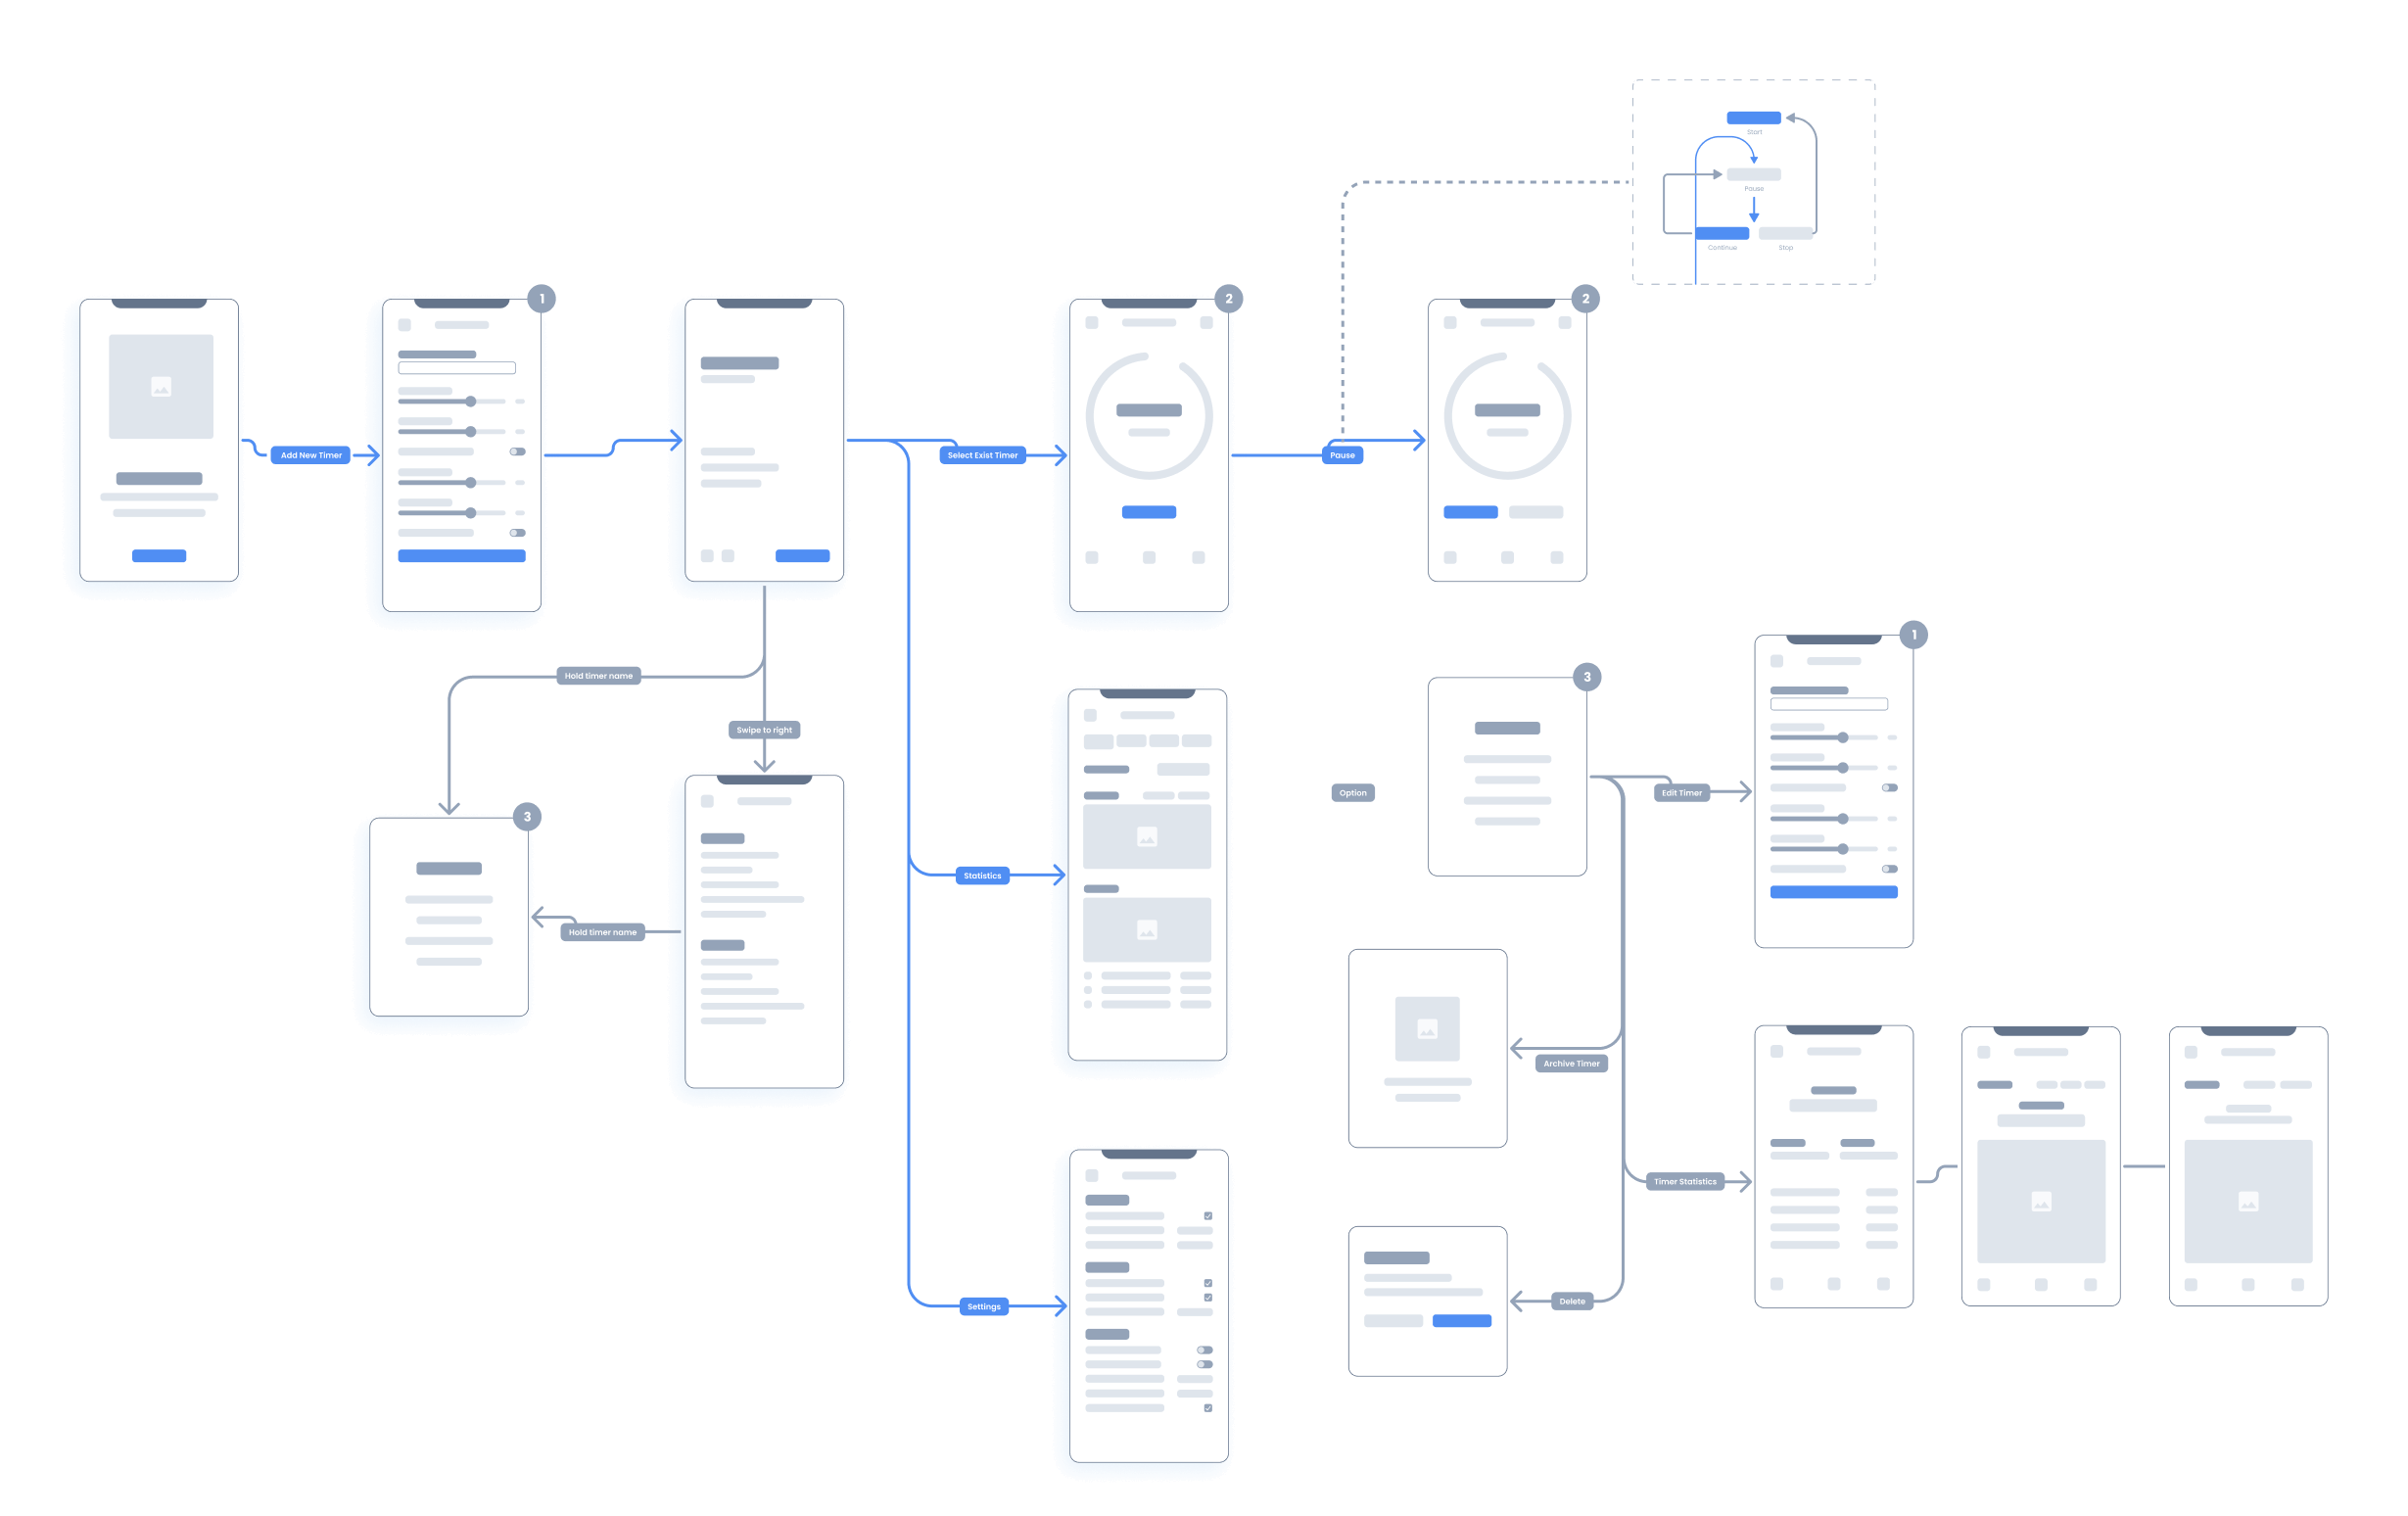 Start
Pause
Continue
Stop
1
2
2
Add New Timer
Select Exist Timer
Pause
1
3
Hold timer name
Swipe to right
Option
Edit Timer
3
Statistics
Hold timer name
Archive Timer
Timer Statistics
Delete
Settings